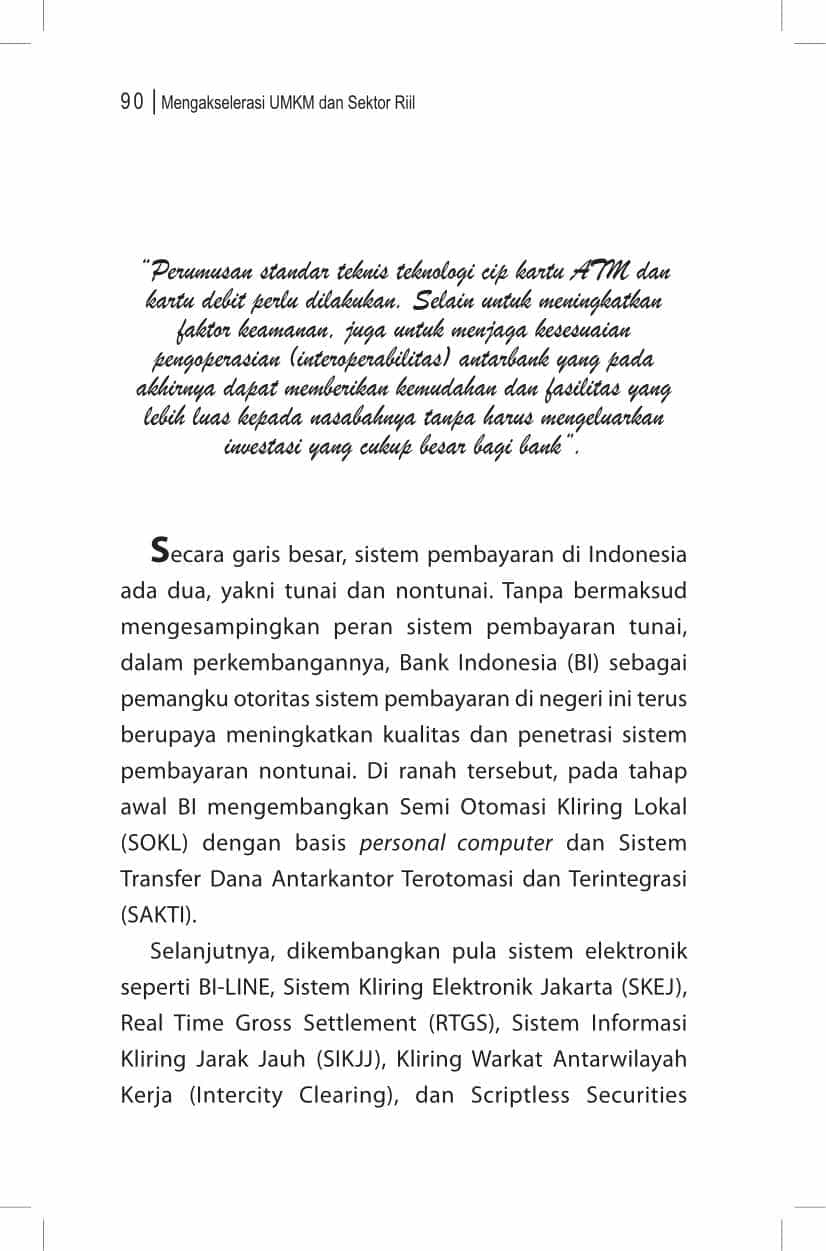 90 | Mengakselerasi UMKM dan Sektor Riil
"Perumusan standar teknis teknologi cip kartu ATM dan
kartu debit perlu dilakukan. Selain untuk meningkatkan
faktor keamanan, juga untuk menjaga kesesuaian
pengoperasian (interoperabilitas) antarbank yang pada
akhirnya dapat memberikan kemudahan dan fasilitas yang
lebih luas kepada nasabahnya tanpa harus mengeluarkan
investasi yang cukup besar bagi bank".
Secara garis besar, sistem pembayaran di Indonesia
ada dua, yakni tunai dan nontunai. Tanpa bermaksud
mengesampingkan peran sistem pembayaran tunai,
dalam perkembangannya, Bank Indonesia (BI) sebagai
pemangku otoritas sistem pembayaran di negeri ini terus
berupaya meningkatkan kualitas dan penetrasi sistem
pembayaran nontunai. Di ranah tersebut, pada tahap
awal BI mengembangkan Semi Otomasi Kliring Lokal
(SOKL) dengan basis personal computer dan Sistem
Transfer Dana Antarkantor Terotomasi dan Terintegrasi
(SAKTI).
Selanjutnya, dikembangkan pula sistem elektronik
seperti BI-LINE, Sistem Kliring Elektronik Jakarta (SKEJ),
Real Time Gross Settlement (RTGS), Sistem Informasi
Kliring Jarak Jauh (SIKJJ), Kliring Warkat Antarwilayah
Kerja (Intercity Clearing), dan Scriptless Securities